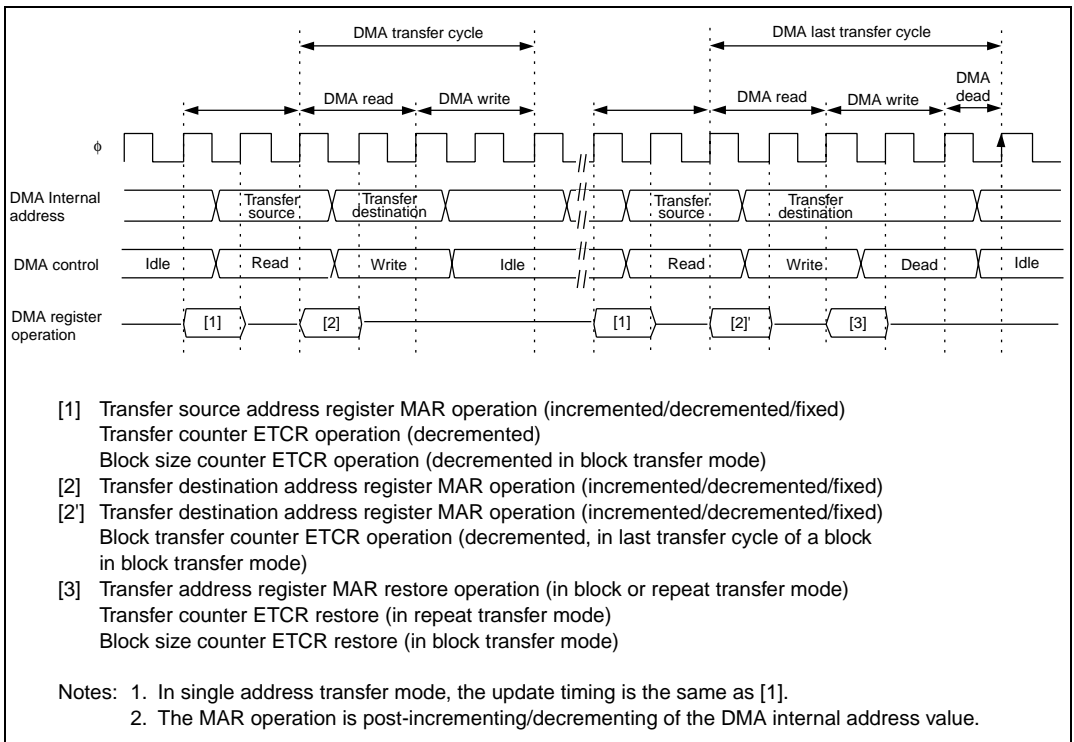 DMA transfer cycle
DMA last transfer cycle
DMA read
DMA write
DMA read
DMA write
DMA dead
ϕ
DMA Internal address
Transfer source
Transfer destination
Transfer source
Transfer destination
DMA control
Idle
Read
Write
Idle
Read
Write
Dead
Idle
DMA register operation
[1]
[2]
[1]
[2]'
[3]
[1] Transfer source address register MAR operation (incremented/decremented/fixed)
Transfer counter ETCR operation (decremented)
Block size counter ETCR operation (decremented in block transfer mode)
[2] Transfer destination address register MAR operation (incremented/decremented/fixed)
[2'] Transfer destination address register MAR operation (incremented/decremented/fixed)
Block transfer counter ETCR operation (decremented, in last transfer cycle of a block
in block transfer mode)
[3] Transfer address register MAR restore operation (in block or repeat transfer mode)
Transfer counter ETCR restore (in repeat transfer mode)
Block size counter ETCR restore (in block transfer mode)
Notes: 1. In single address transfer mode, the update timing is the same as [1].
2. The MAR operation is post-incrementing/decrementing of the DMA internal address value.